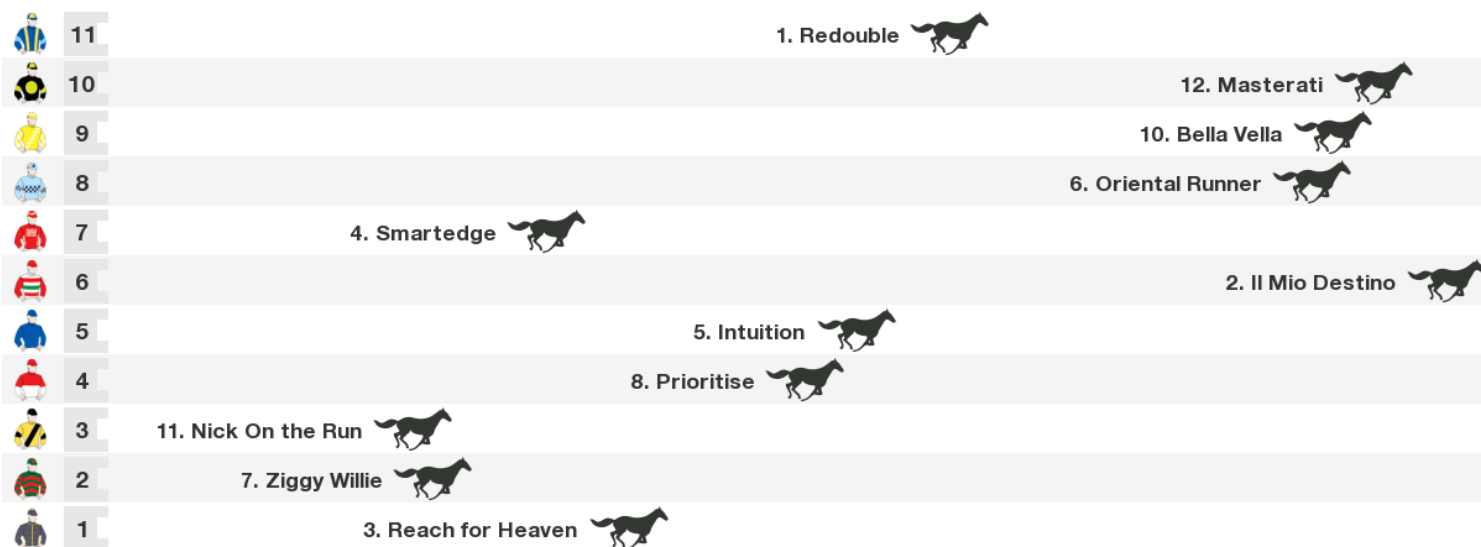 11 1. Redouble
10 12. Masterati
9 10. Bella Vella
8 6. Oriental Runner
7 4. Smartedge
6 2. Il Mio Destino
5 5. Intuition
4 8. Prioritise
3 11. Nick On the Run
2 7. Ziggy Willie
1 3. Reach for Heaven